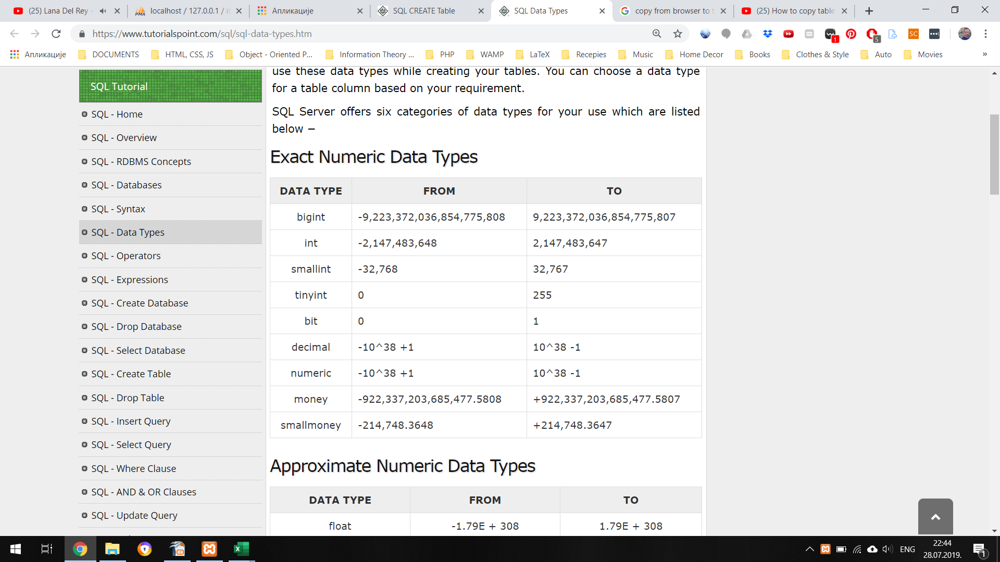 (25) Lana Del Rey -
localhost / 127.0.0.1 / it
Апликације
SQL CREATE Table
SQL Data Types
copy from browser to t
(25) How to copy table
https://www.tutorialspoint.com/sql/sql-data-types.htm
1
5
SC
Апликације
DOCUMENTS
HTML, CSS, JS
Object - Oriented P...
Information Theory ...
PHP
WAMP
LaTeX
Recepies
Music
Home Decor
Books
Clothes & Style
Auto
Movies
»
SQL Tutorial
SQL - Home
SQL - Overview
SQL - RDBMS Concepts
SQL - Databases
SQL - Syntax
SQL - Data Types
SQL - Operators
SQL - Expressions
SQL - Create Database
SQL - Drop Database
SQL - Select Database
SQL - Create Table
SQL - Drop Table
SQL - Insert Query
SQL - Select Query
SQL - Where Clause
SQL - AND & OR Clauses
SQL - Update Query
use these data types while creating your tables. You can choose a data type
for a table column based on your requirement.
SQL Server offers six categories of data types for your use which are listed
below −
Exact Numeric Data Types
DATA TYPE FROM TO
bigint -9,223,372,036,854,775,808 9,223,372,036,854,775,807
int -2,147,483,648 2,147,483,647
smallint -32,768 32,767
tinyint 0 255
bit 0 1
decimal -10^38 +1 10^38 -1
numeric -10^38 +1 10^38 -1
money -922,337,203,685,477.5808 +922,337,203,685,477.5807
smallmoney -214,748.3648 +214,748.3647
Approximate Numeric Data Types
DATA TYPE FROM TO
float -1.79E + 308 1.79E + 308
ENG
22:44
28.07.2019.
1